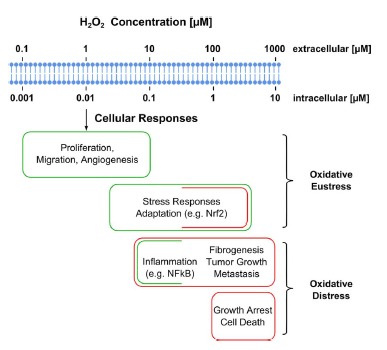 H₂O₂ Concentration [µM]
0.1 1 10 100 1000 extracellular [µM]
0.001 0.01 0.1 1 10 intracellular [µM]
Cellular Responses
Proliferation,
Migration, Angiogenesis
Oxidative
Eustress
Stress Responses
Adaptation (e.g. Nrf2)
Inflammation
(e.g. NFkB)
Fibrogenesis
Tumor Growth
Metastasis
Oxidative
Distress
Growth Arrest
Cell Death